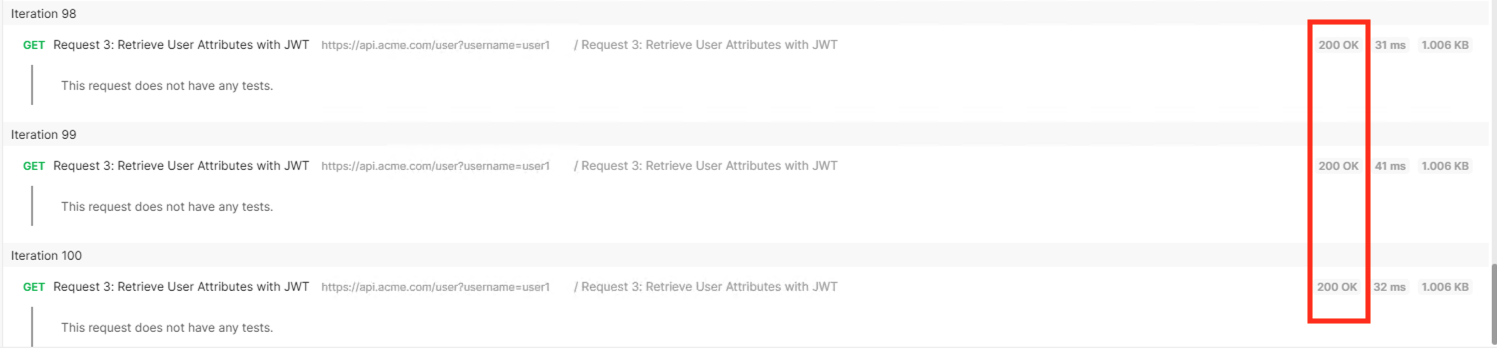 Iteration 98
GET Request 3: Retrieve User Attributes with JWT https://api.acme.com/user?username=user1 / Request 3: Retrieve User Attributes with JWT 200 OK 31 ms 1.006 KB
This request does not have any tests.
Iteration 99
GET Request 3: Retrieve User Attributes with JWT https://api.acme.com/user?username=user1 / Request 3: Retrieve User Attributes with JWT 200 OK 41 ms 1.006 KB
This request does not have any tests.
Iteration 100
GET Request 3: Retrieve User Attributes with JWT https://api.acme.com/user?username=user1 / Request 3: Retrieve User Attributes with JWT 200 OK 32 ms 1.006 KB
This request does not have any tests.